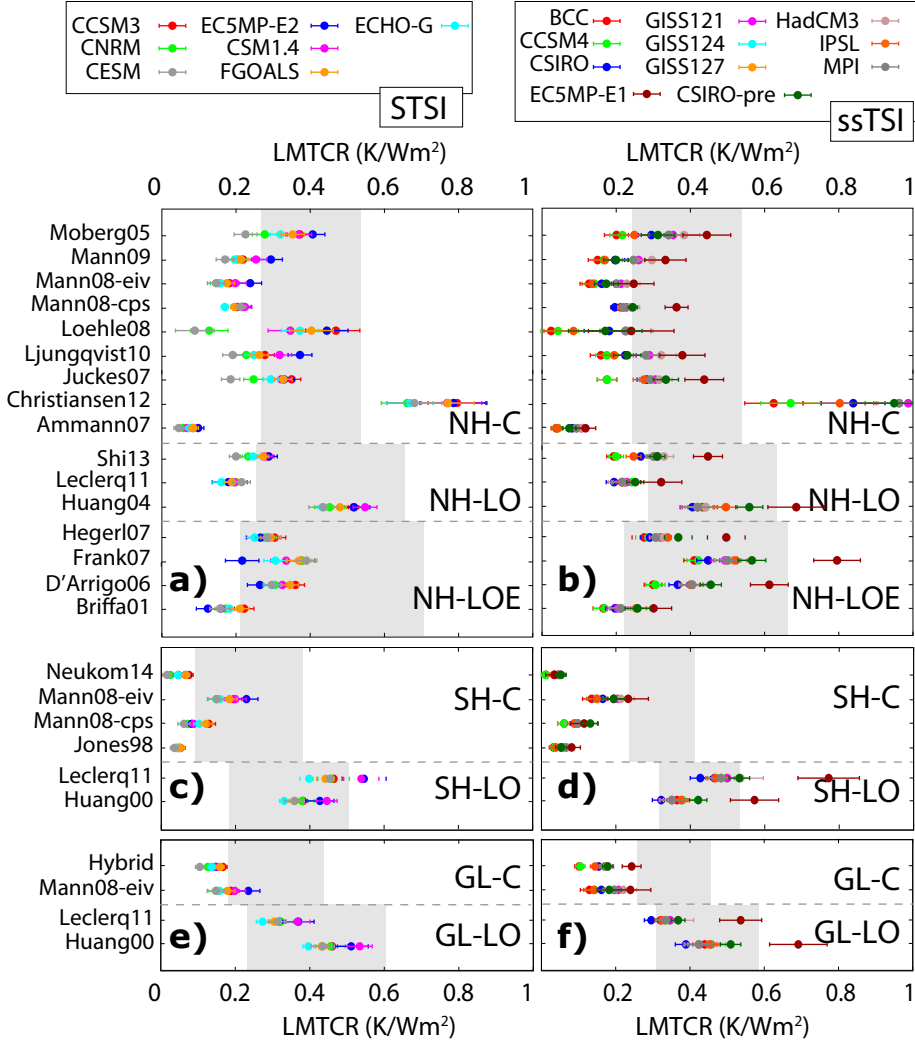 CCSM3 EC5MP-E2 ECHO-G
CNRM CSM1.4
CESM FGOALS
STSI
BCC GISS121 HadCM3
CCSM4 GISS124 IPSL
CSIRO GISS127 MPI
EC5MP-E1 CSIRO-pre
ssTSI
LMTCR (K/Wm²) LMTCR (K/Wm²)
0 0.2 0.4 0.6 0.8 0.2 0.4 0.6 0.8 1
Moberg05
Mann09
Mann08-eiv
Mann08-cps
Loehle08
Ljungqvist10
Juckes07
Christiansen12
Ammann07
NH-C NH-C
Shi13
Leclerq11
Huang04
NH-LO NH-LO
Hegerl07
Frank07
D'Arrigo06
Briffa01
a) NH-LOE b) NH-LOE
Neukom14
Mann08-eiv
Mann08-cps
Jones98
SH-C SH-C
Leclerq11
Huang00
c) SH-LO d) SH-LO
Hybrid
Mann08-eiv
GL-C GL-C
Leclerq11
Huang00
e) GL-LO f) GL-LO
0 0.2 0.4 0.6 0.8 1 0.2 0.4 0.6 0.8 1
LMTCR (K/Wm²) LMTCR (K/Wm²)